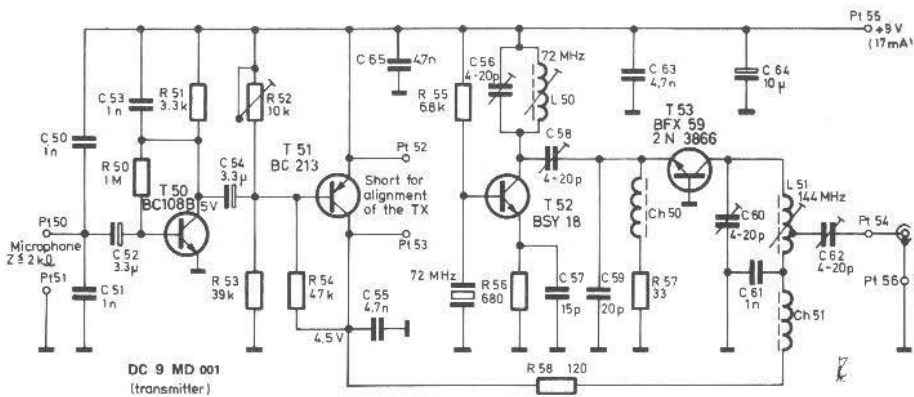 Pt 55
+9V
(17mA)
C 53
1n
R 51
3.3k
R 52
10k
C 65
4,7n
C 56
4-20p
72 MHz
L 50
C 63
4,7n
C 64
10µ
C 50
1n
R 50
1M
T 50
BC108B
5V
C 54
3.3µ
T 51
BC 213
Pt 52
Short for
alignment
of the TX
Pt 53
R 55
68k
C 58
4-20p
T 52
BSY 18
T 53
BFX 59
2 N 3866
Ch 50
C 60
4-20p
L 51
144 MHz
Pt 54
C 62
4-20p
Pt 56
Pt50
Microphone
Z ≦ 2kΩ
Pt51
C 52
3.3µ
C 51
1n
R 53
39k
R 54
47k
C 55
4.7n
4.5V
72 MHz
R 56
680
C 57
15p
C 59
20p
R 57
33
C 61
1n
Ch 51
R 58 120
DC 9 MD 001
(transmitter)